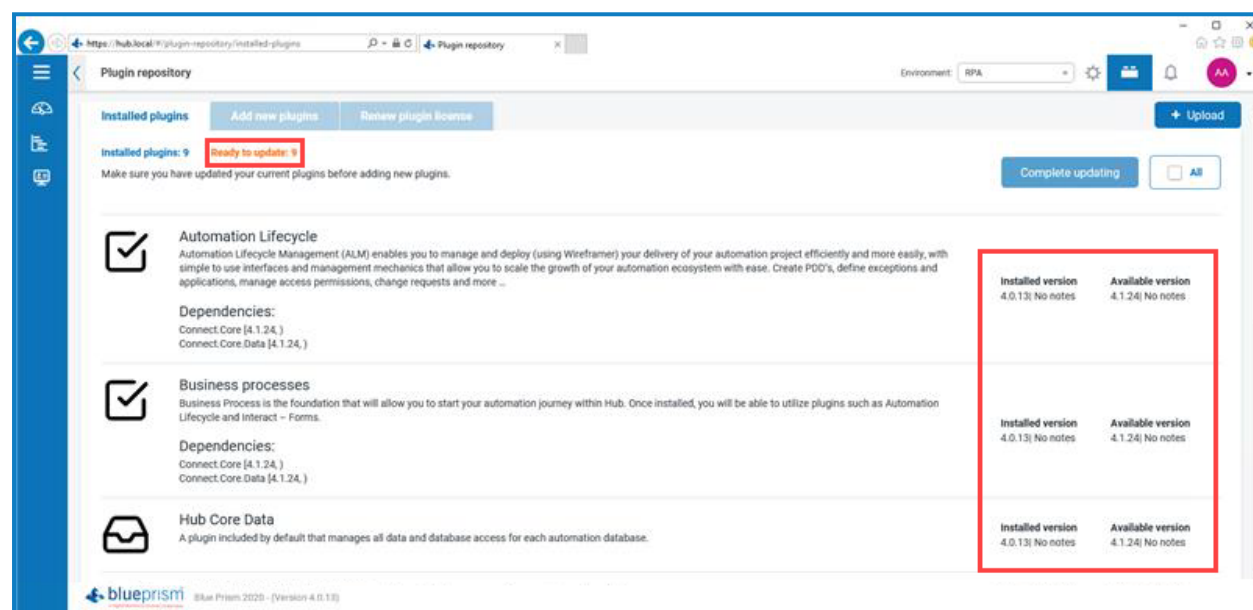 https://hub.local/#/plugin-repository/installed-plugins
Plugin repository
Plugin repository
Environment: RPA
AA
Installed plugins
Add new plugins
Renew plugin license
+ Upload
Installed plugins: 9
Ready to update: 9
Make sure you have updated your current plugins before adding new plugins.
Complete updating
All
Automation Lifecycle
Automation Lifecycle Management (ALM) enables you to manage and deploy (using Wireframer) your delivery of your automation project efficiently and more easily, with
simple to use interfaces and management mechanics that allow you to scale the growth of your automation ecosystem with ease. Create PDD's, define exceptions and
applications, manage access permissions, change requests and more ...
Installed version
Available version
4.0.13| No notes
4.1.24| No notes
Dependencies:
Connect.Core [4.1.24, )
Connect.Core.Data [4.1.24, )
Business processes
Business Process is the foundation that will allow you to start your automation journey within Hub. Once installed, you will be able to utilize plugins such as Automation
Lifecycle and Interact – Forms.
Installed version
Available version
4.0.13| No notes
4.1.24| No notes
Dependencies:
Connect.Core [4.1.24, )
Connect.Core.Data [4.1.24, )
Hub Core Data
A plugin included by default that manages all data and database access for each automation database.
Installed version
Available version
4.0.13| No notes
4.1.24| No notes
blueprism
Blue Prism 2020 - (Version 4.0.13)